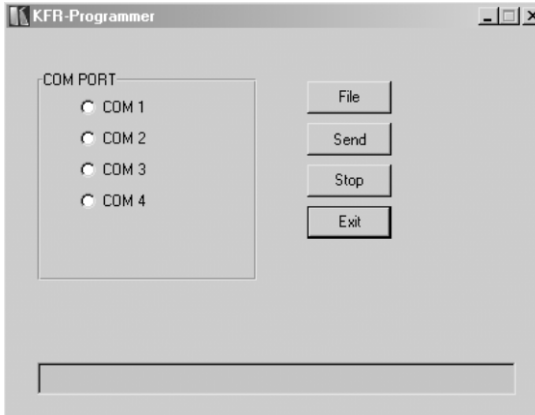 KFR-Programmer
COM PORT
COM 1
COM 2
COM 3
COM 4
File
Send
Stop
Exit